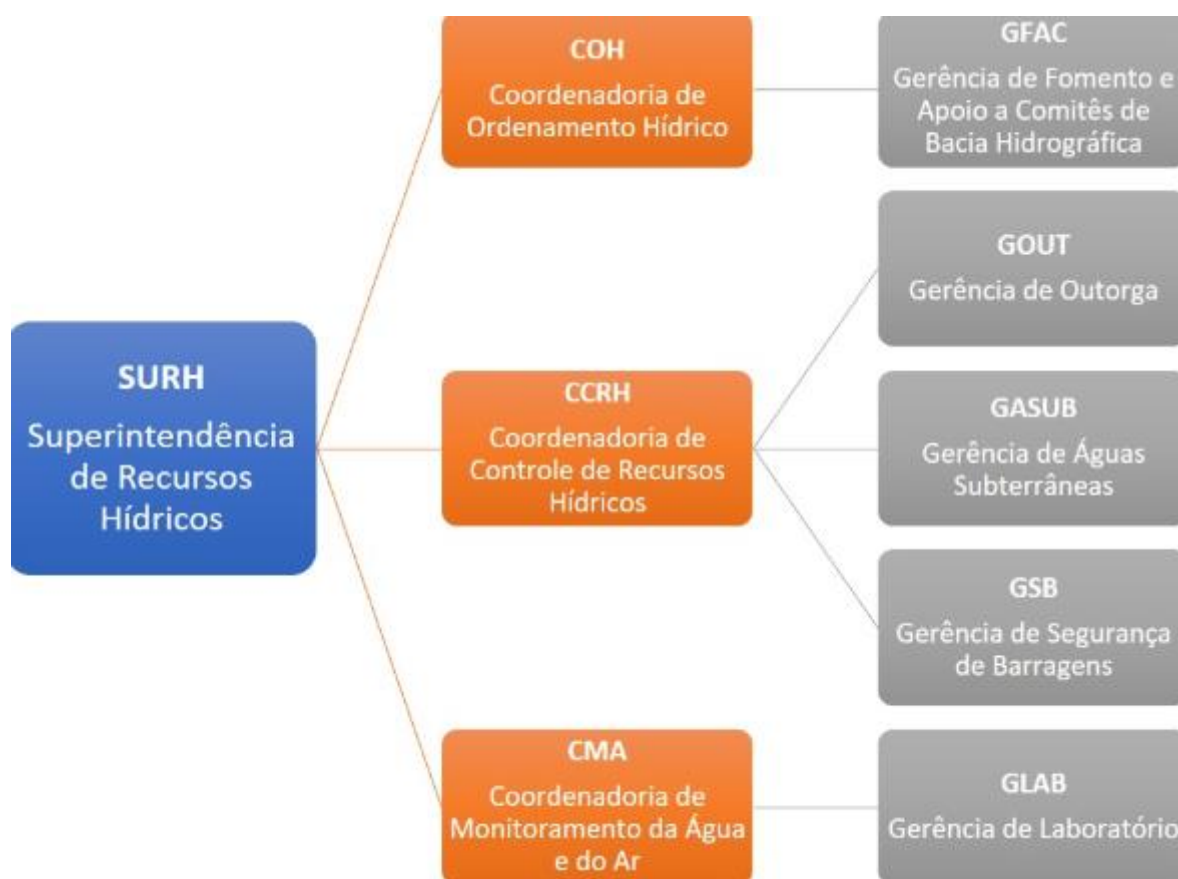 SURH
Superintendência
de Recursos
Hídricos
COH
Coordenadoria de
Ordenamento Hídrico
CCRH
Coordenadoria de
Controle de Recursos
Hídricos
CMA
Coordenadoria de
Monitoramento da Água
e do Ar
GFAC
Gerência de Fomento e
Apoio a Comitês de
Bacia Hidrográfica
GOUT
Gerência de Outorga
GASUB
Gerência de Águas
Subterrâneas
GSB
Gerência de Segurança
de Barragens
GLAB
Gerência de Laboratório